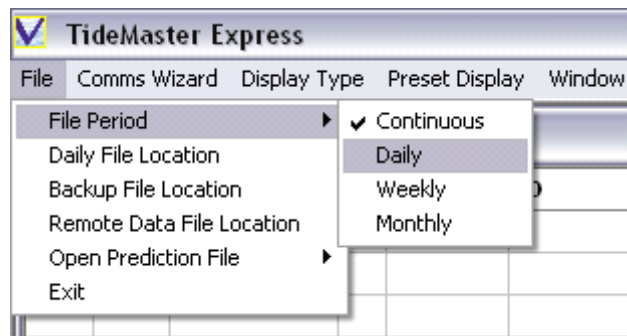 TideMaster Express
File Comms Wizard Display Type Preset Display Window
File Period
Daily File Location
Backup File Location
Remote Data File Location
Open Prediction File
Exit
Continuous
Daily
Weekly
Monthly